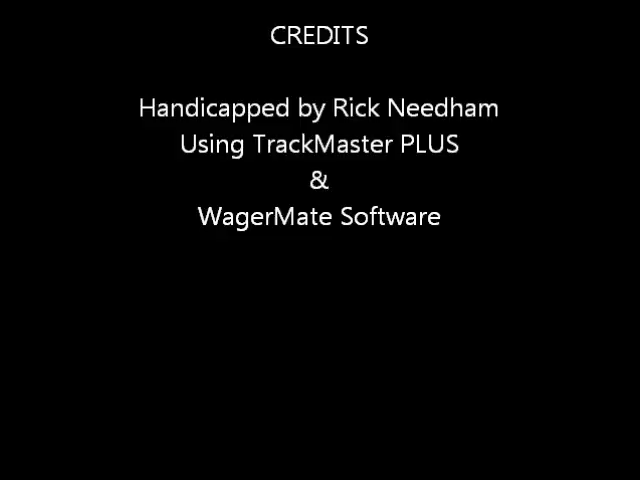 CREDITS
Handicapped by Rick Needham
Using TrackMaster PLUS
&
WagerMate Software